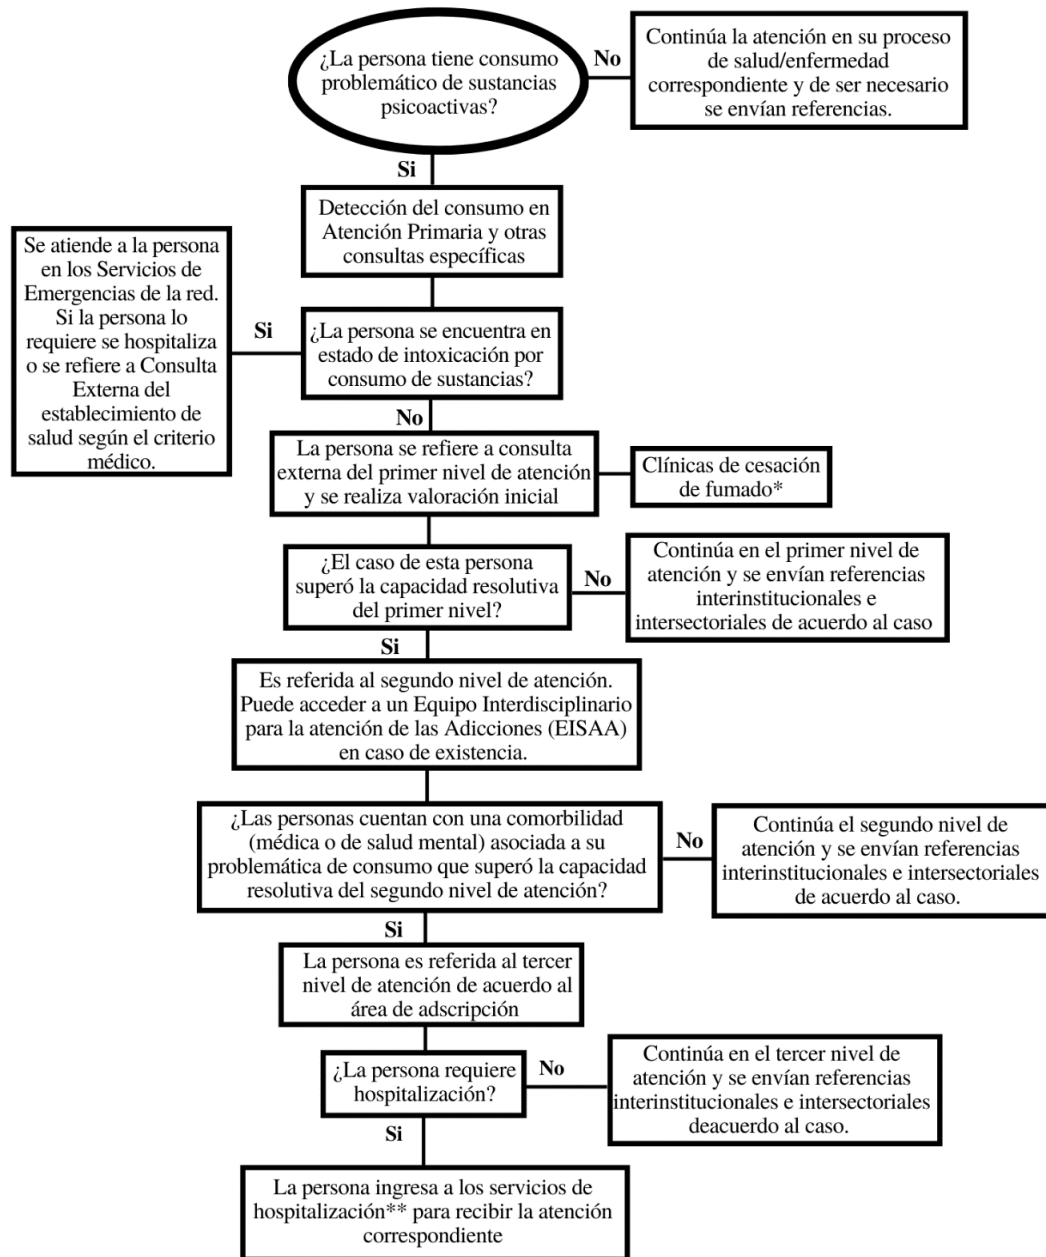 ¿La persona tiene consumo
problemático de sustancias
psicoactivas?
No
Continúa la atención en su proceso
de salud/enfermedad
correspondiente y de ser necesario
se envían referencias.
Si
Detección del consumo en
Atención Primaria y otras
consultas específicas
Se atiende a la persona
en los Servicios de
Emergencias de la red.
Si la persona lo
requiere se hospitaliza
o se refiere a Consulta
Externa del
establecimiento de
salud según el criterio
médico.
Si
¿La persona se encuentra en
estado de intoxicación por
consumo de sustancias?
No
La persona se refiere a consulta
externa del primer nivel de atención
y se realiza valoración inicial
Clínicas de cesación
de fumado*
¿El caso de esta persona
superó la capacidad resolutiva
del primer nivel?
No
Continúa en el primer nivel de
atención y se envían referencias
interinstitucionales e
intersectoriales de acuerdo al caso
Si
Es referida al segundo nivel de atención.
Puede acceder a un Equipo Interdisciplinario
para la atención de las Adicciones (EISAA)
en caso de existencia.
¿Las personas cuentan con una comorbilidad
(médica o de salud mental) asociada a su
problemática de consumo que superó la capacidad
resolutiva del segundo nivel de atención?
No
Continúa el segundo nivel de
atención y se envían referencias
interinstitucionales e intersectoriales
de acuerdo al caso.
Si
La persona es referida al tercer
nivel de atención de acuerdo al
área de adscripción
¿La persona requiere
hospitalización?
No
Continúa en el tercer nivel de
atención y se envían referencias
interinstitucionales e intersectoriales
deacuerdo al caso.
Si
La persona ingresa a los servicios de
hospitalización** para recibir la atención
correspondiente